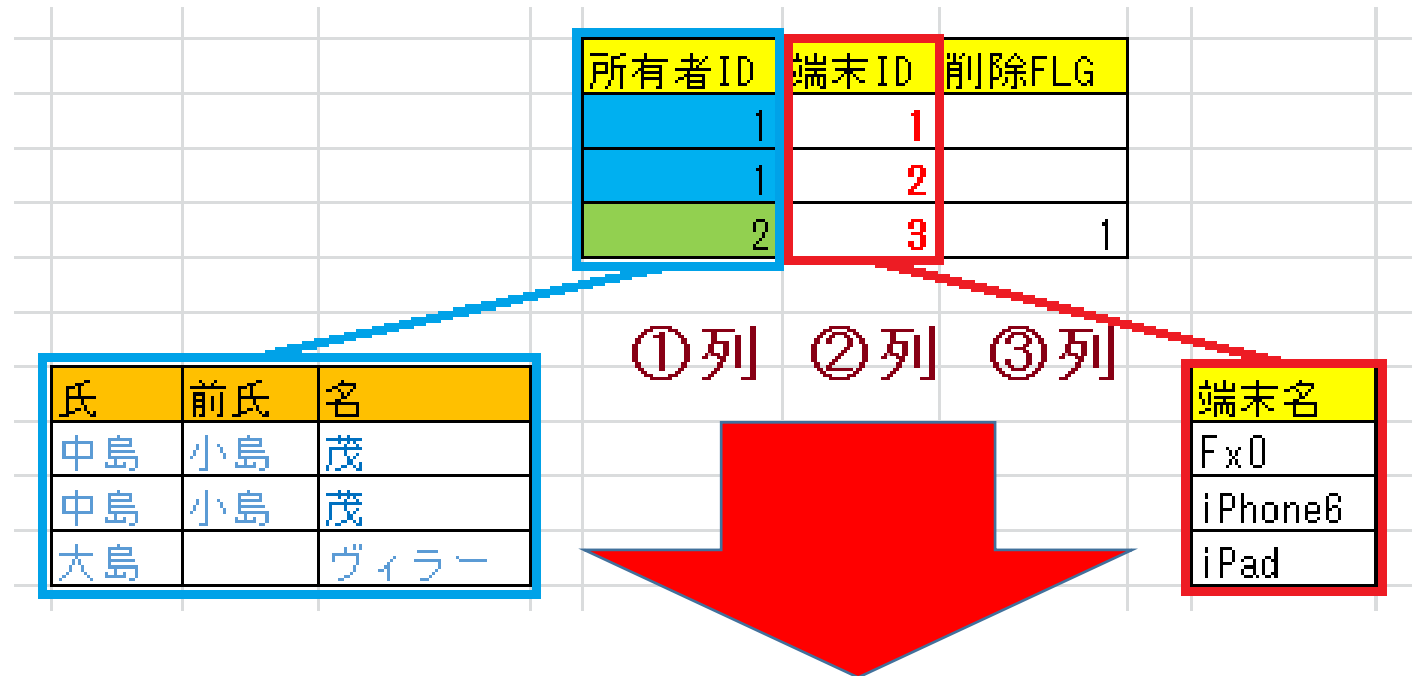 所有者ID 端末ID 削除FLG
1 1
1 2
2 3 1
①列 ②列 ③列
氏 前氏 名
中島 小島 茂
中島 小島 茂
大島 ヴィラー
端末名
Fx0
iPhone6
iPad